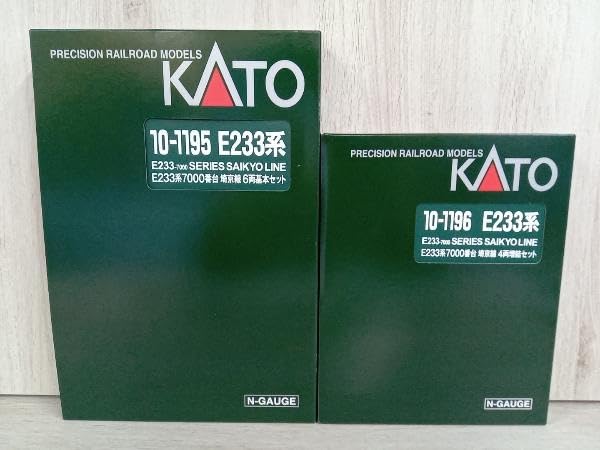 PRECISION RAILROAD MODELS
KATO
10-1195 E233系
E233-7000 SERIES SAIKYO LINE
E233系7000番台 埼京線 6両基本セット
N-GAUGE
PRECISION RAILROAD MODELS
KATO
10-1196 E233系
E233-7000 SERIES SAIKYO LINE
E233系7000番台 埼京線 4両増結セット
N-GAUGE